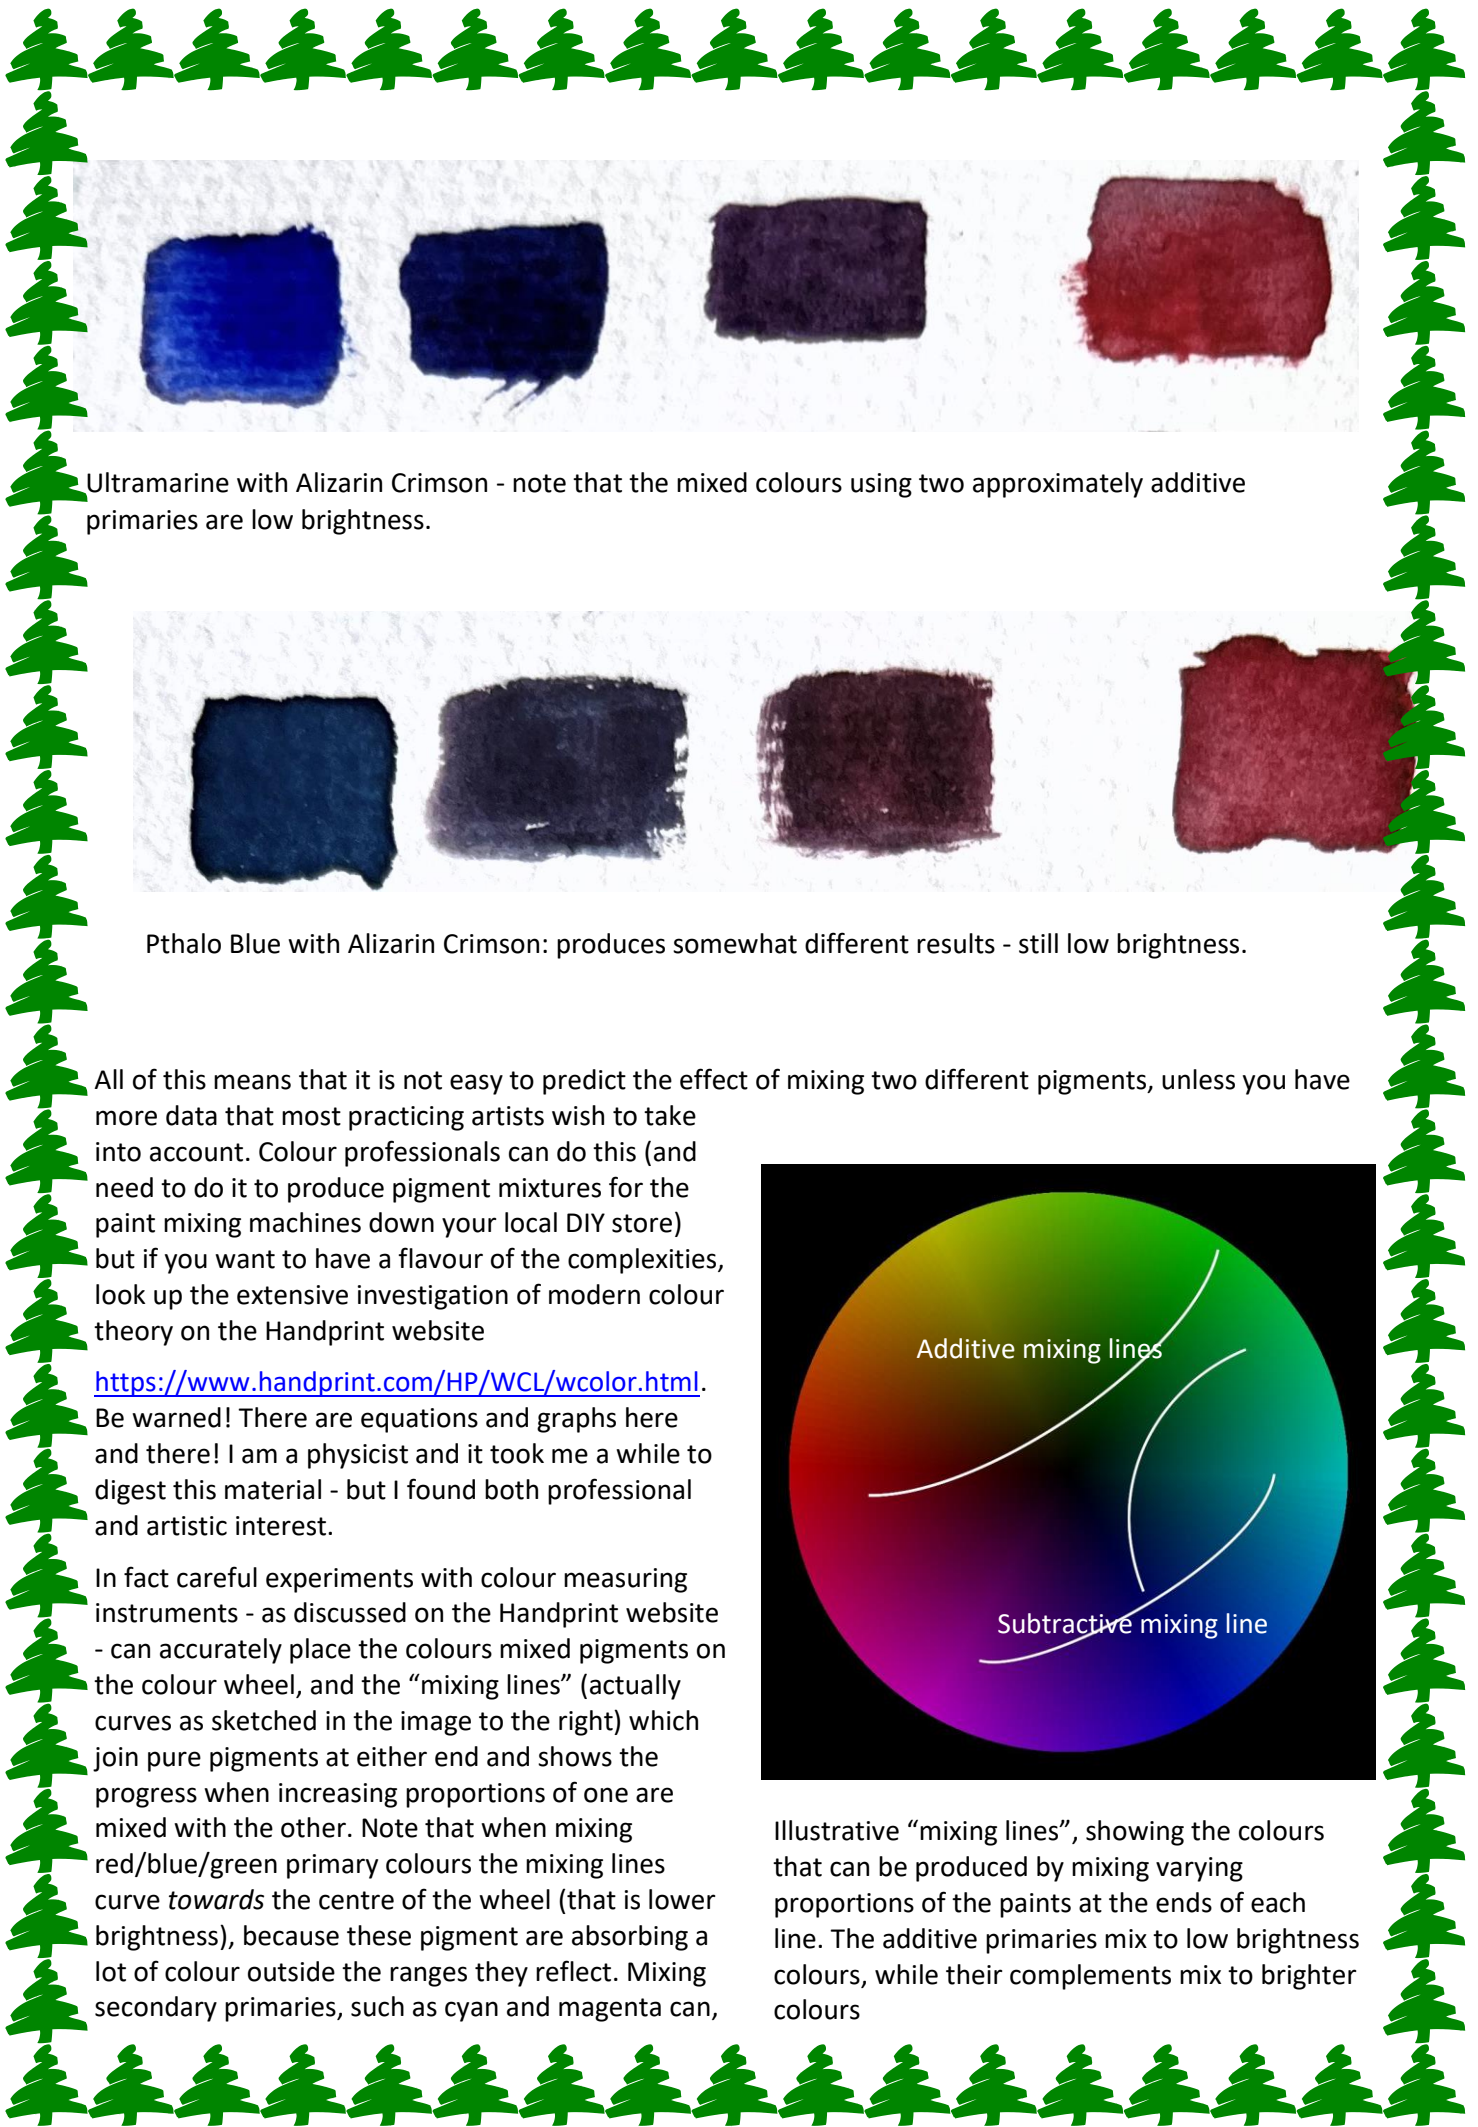 Ultramarine with Alizarin Crimson - note that the mixed colours using two approximately additive
primaries are low brightness.
Pthalo Blue with Alizarin Crimson: produces somewhat different results - still low brightness.
All of this means that it is not easy to predict the effect of mixing two different pigments, unless you have
more data that most practicing artists wish to take
into account. Colour professionals can do this (and
need to do it to produce pigment mixtures for the
paint mixing machines down your local DIY store)
but if you want to have a flavour of the complexities,
look up the extensive investigation of modern colour
theory on the Handprint website
https://www.handprint.com/HP/WCL/wcolor.html.
Be warned! There are equations and graphs here
and there! I am a physicist and it took me a while to
digest this material - but I found both professional
and artistic interest.
In fact careful experiments with colour measuring
instruments - as discussed on the Handprint website
- can accurately place the colours mixed pigments on
the colour wheel, and the “mixing lines” (actually
curves as sketched in the image to the right) which
join pure pigments at either end and shows the
progress when increasing proportions of one are
mixed with the other. Note that when mixing
red/blue/green primary colours the mixing lines
curve towards the centre of the wheel (that is lower
brightness), because these pigment are absorbing a
lot of colour outside the ranges they reflect. Mixing
secondary primaries, such as cyan and magenta can,
Additive mixing lines
Subtractive mixing line
Illustrative “mixing lines”, showing the colours
that can be produced by mixing varying
proportions of the paints at the ends of each
line. The additive primaries mix to low brightness
colours, while their complements mix to brighter
colours